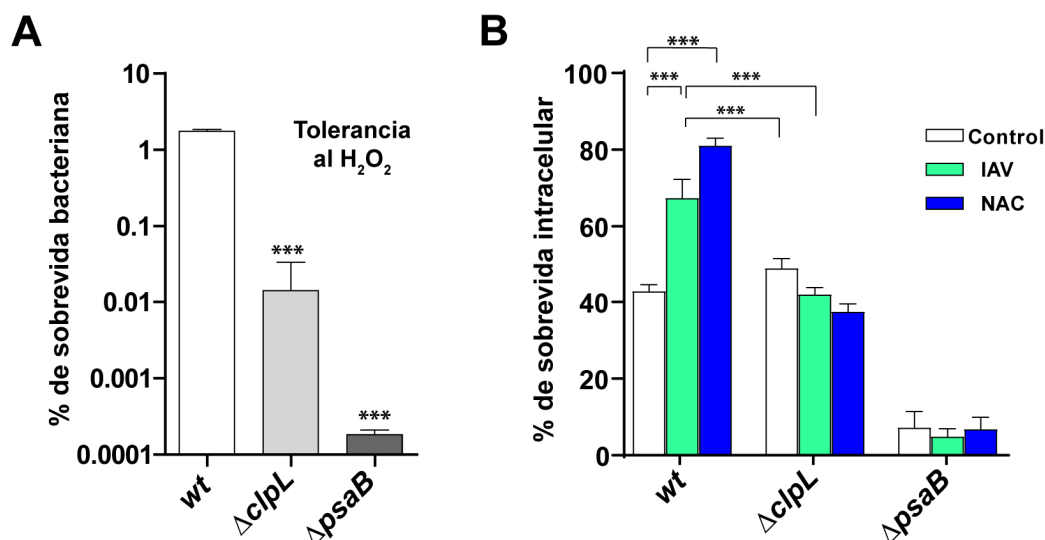 A
% de sobrevida bacteriana
10
1
0.1
0.01
0.001
0.0001
Tolerancia
al H₂O₂
***
***
wt
ΔclpL
ΔpsaB
B
% de sobrevida intracelular
100
80
60
40
20
0
***
***
***
***
Control
IAV
NAC
wt
ΔclpL
ΔpsaB